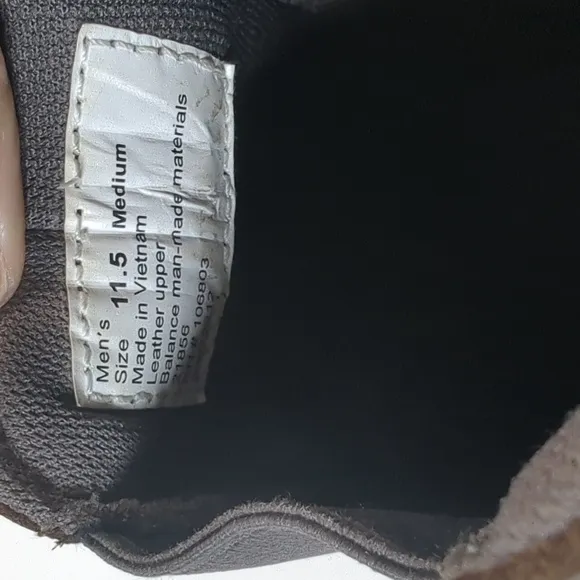 Men's
Size 11.5 Medium
Made in Vietnam
Leather upper
Balance man-made materials
21856
# 106803